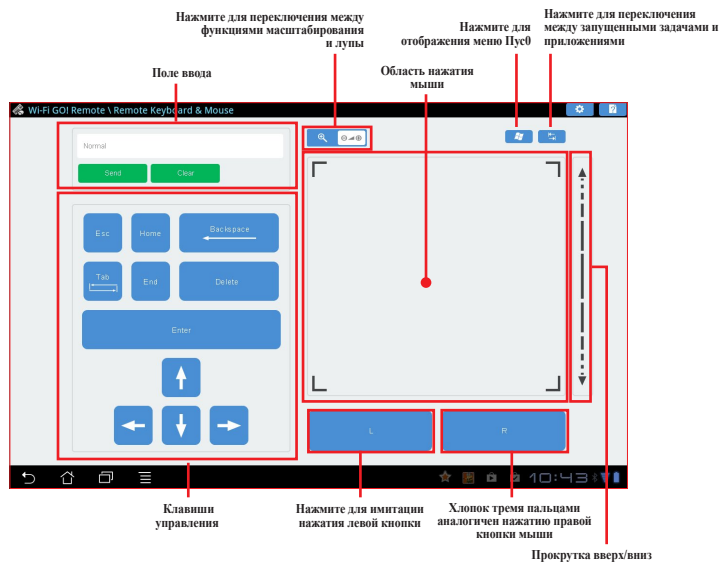 Нажмите для переключения между
функциями масштабирования
и лупы
Нажмите для
отображения меню Пус0
Нажмите для переключения
между запущенными задачами и
приложениями
Поле ввода
Область нажатия
мыши
Wi-Fi GO! Remote \ Remote Keyboard & Mouse
Normal
Send
Clear
Esc
Home
Backspace
Tab
End
Delete
Enter
L
R
10:43
Клавиши
управления
Нажмите для имитации
нажатия левой кнопки
Хлопок тремя пальцами
аналогичен нажатию правой
кнопки мыши
Прокрутка вверх/вниз